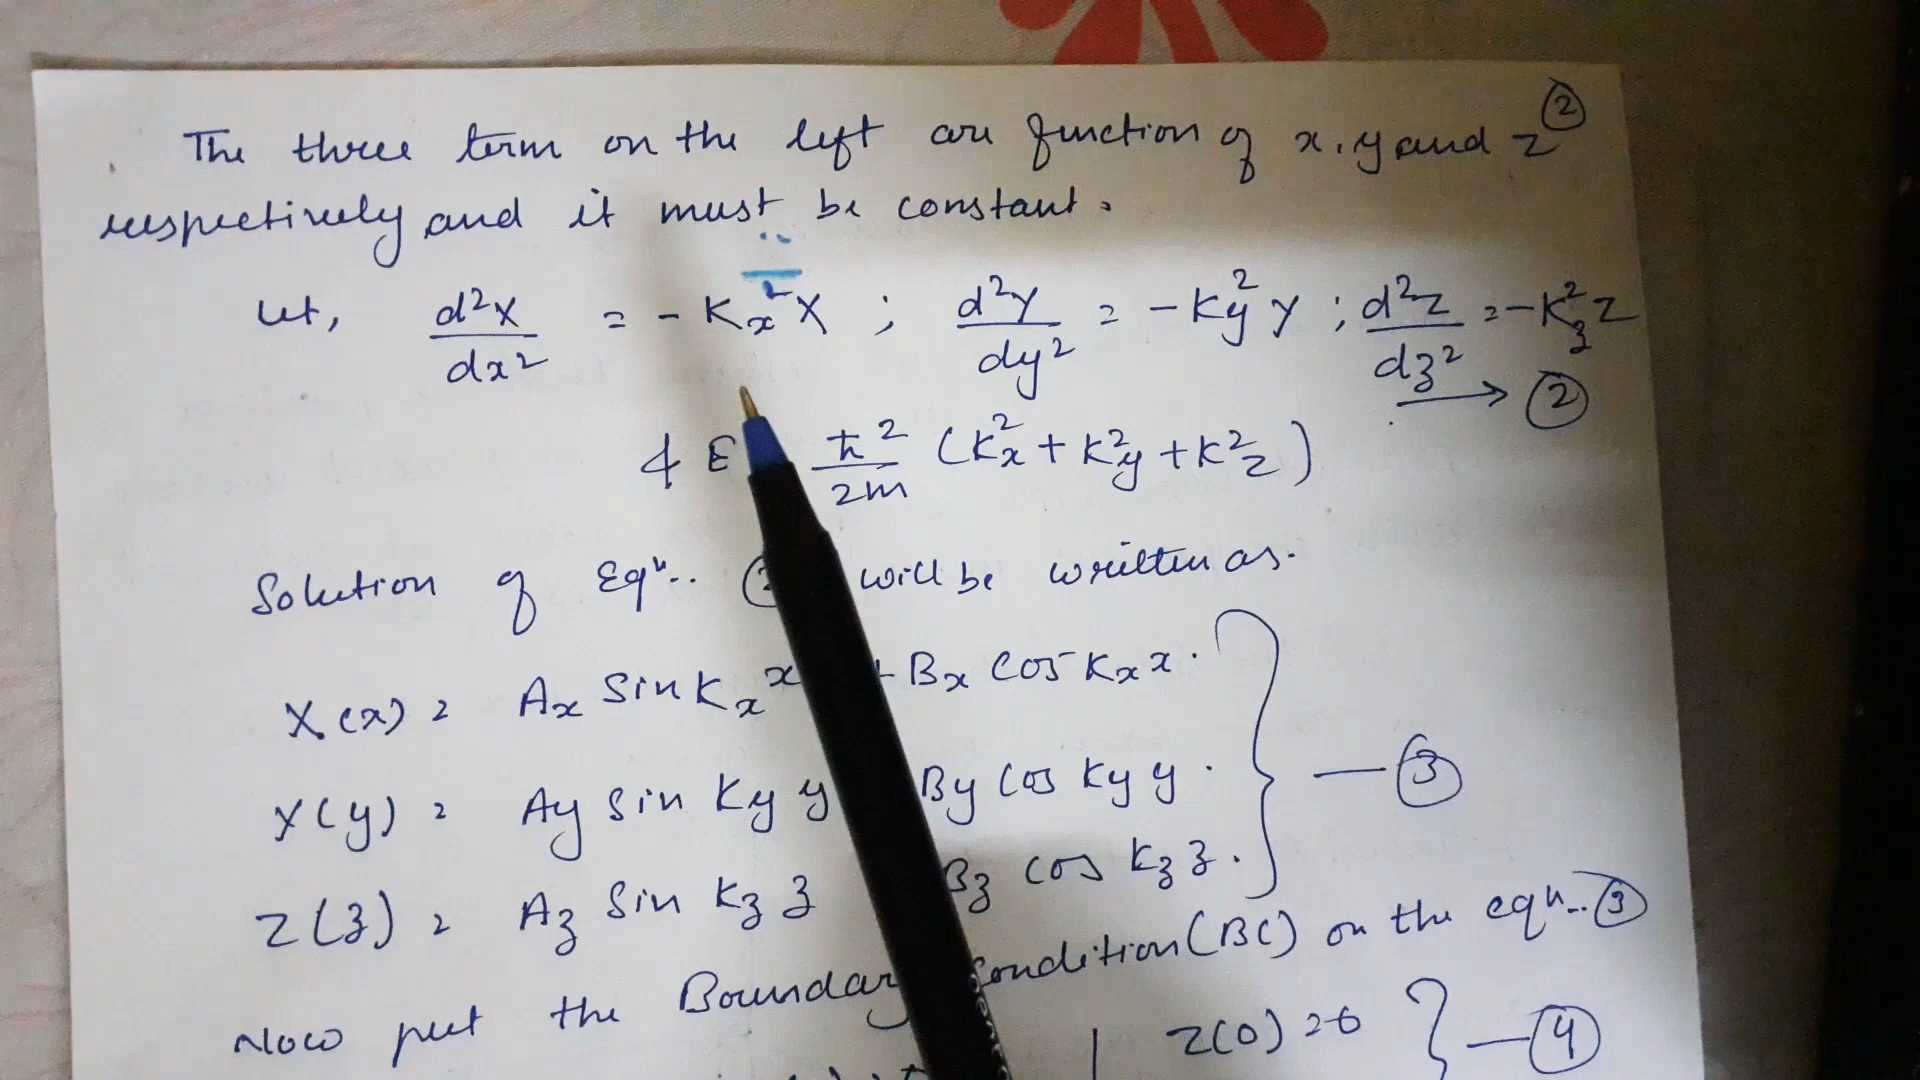 ②
The three term on the left are function of x, y and z
respectively and it must be constant.
Let, d²X/dx² = -Kx²X ; d²Y/dy² = -Ky²Y ; d²Z/dz² = -Kz²Z → ②
& E ħ²/2m (Kx² + Ky² + Kz²)
Solution of Eqn.. will be written as.
X(x) = Ax Sin Kx x + Bx Cos Kx x.
Y(y) = Ay Sin Ky y By Cos Ky y. — ③
Z(z) = Az Sin Kz z Bz Cos Kz z.
Now put the Boundary Condition (BC) on the eqn.. ③
Z(0) = 0 — ④